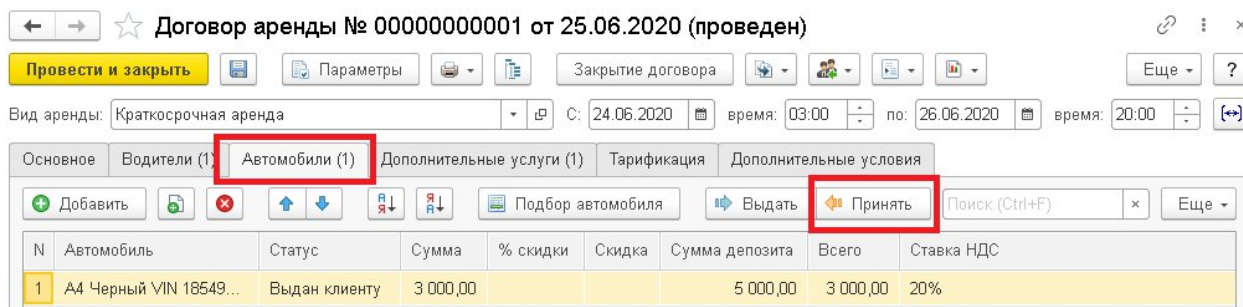 Договор аренды № 00000000001 от 25.06.2020 (проведен)
Провести и закрыть Параметры Закрытие договора Еще ?
Вид аренды: Краткосрочная аренда С: 24.06.2020 время: 03:00 по: 26.06.2020 время: 20:00
Основное Водители (1) Автомобили (1) Дополнительные услуги (1) Тарификация Дополнительные условия
Добавить Подбор автомобиля Выдать Принять Поиск (Ctrl+F) × Еще
N Автомобиль Статус Сумма % скидки Скидка Сумма депозита Всего Ставка НДС
1 А4 Черный VIN 18549... Выдан клиенту 3 000,00 5 000,00 3 000,00 20%